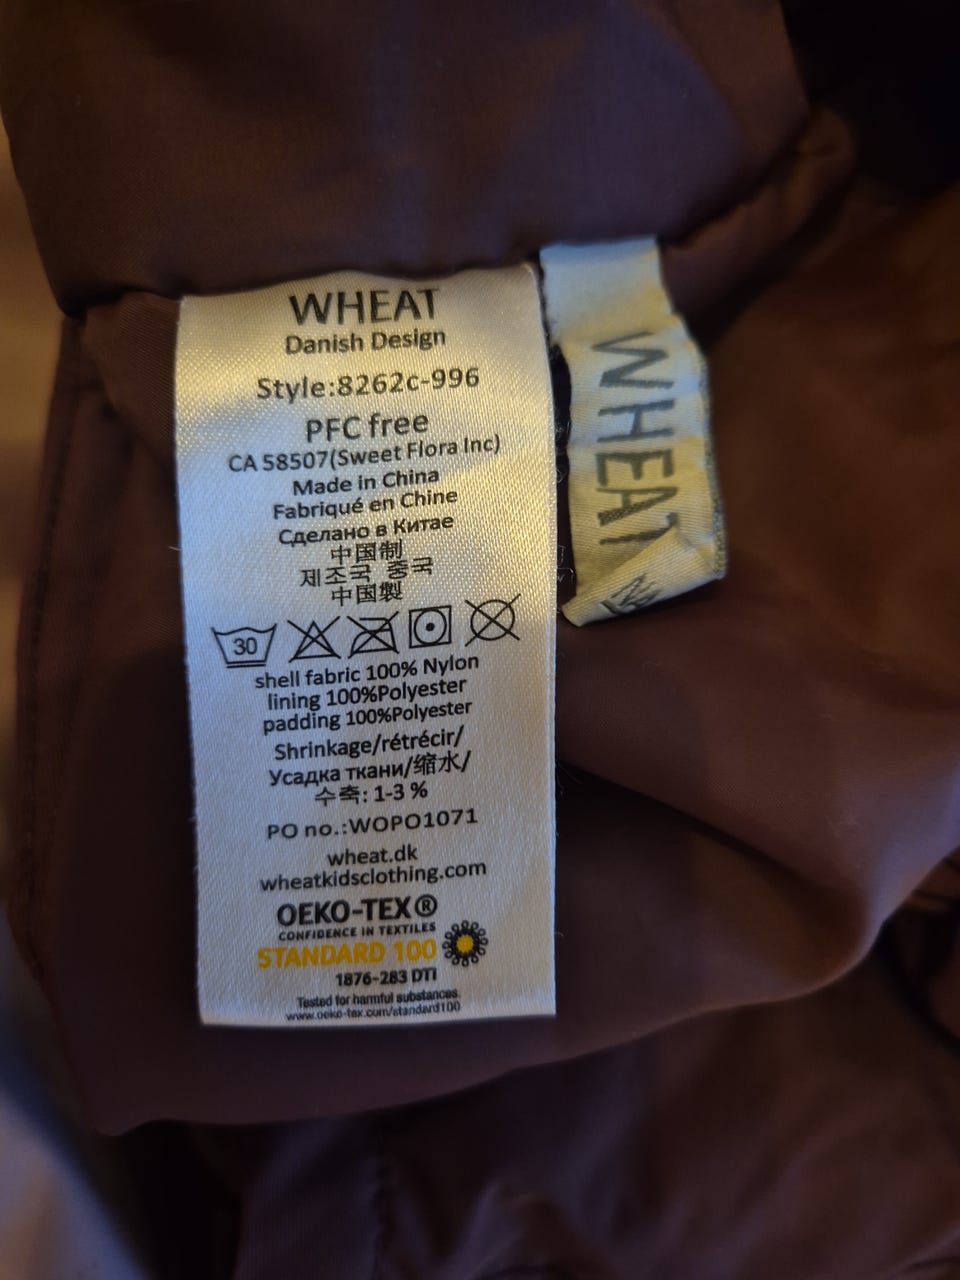 WHEAT
Danish Design
Style:8262c-996
PFC free
CA 58507(Sweet Flora Inc)
Made in China
Fabriqué en Chine
Сделано в Китае
中国制
제조국 중국
中国製
30
shell fabric 100% Nylon
lining 100%Polyester
padding 100%Polyester
Shrinkage/rétrécir/
Усадка ткани/缩水/
수축: 1-3 %
PO no.:WOPO1071
wheat.dk
wheatkidsclothing.com
OEKO-TEX®
CONFIDENCE IN TEXTILES
STANDARD 100
1876-283 DTI
Tested for harmful substances.
www.oeko-tex.com/standard100
WHEAT